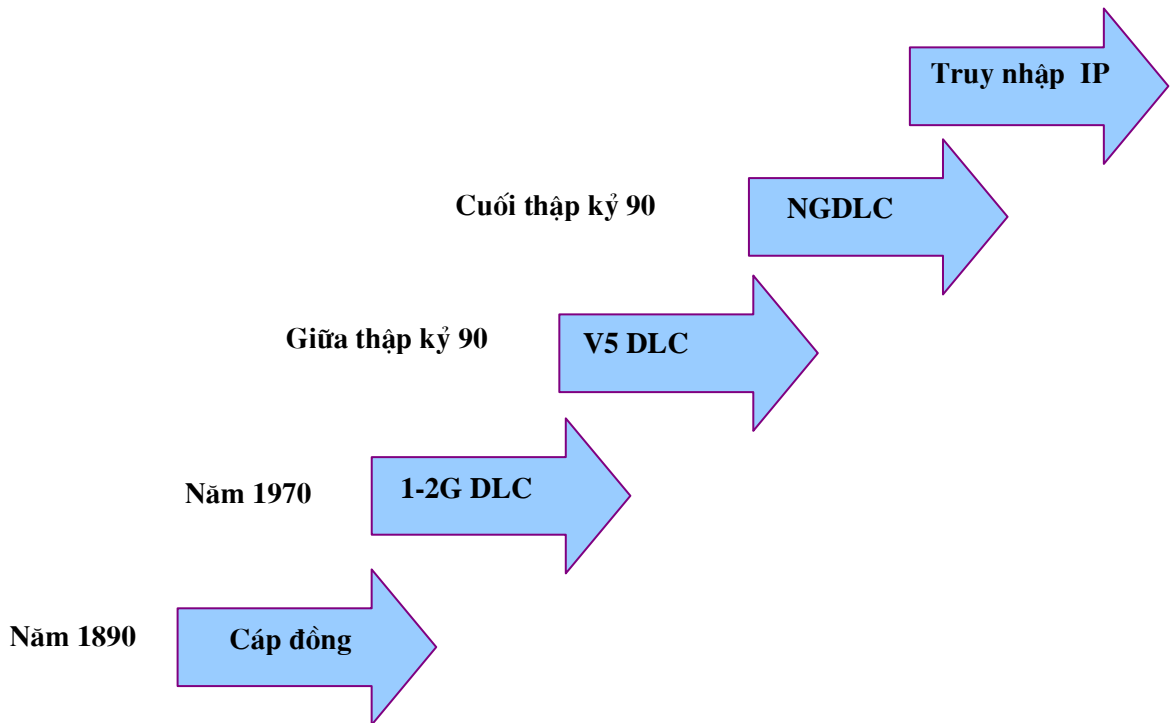 Truy nhập IP
Cuối thập kỷ 90
NGDLC
Giữa thập kỷ 90
V5 DLC
Năm 1970
1-2G DLC
Năm 1890
Cáp đồng